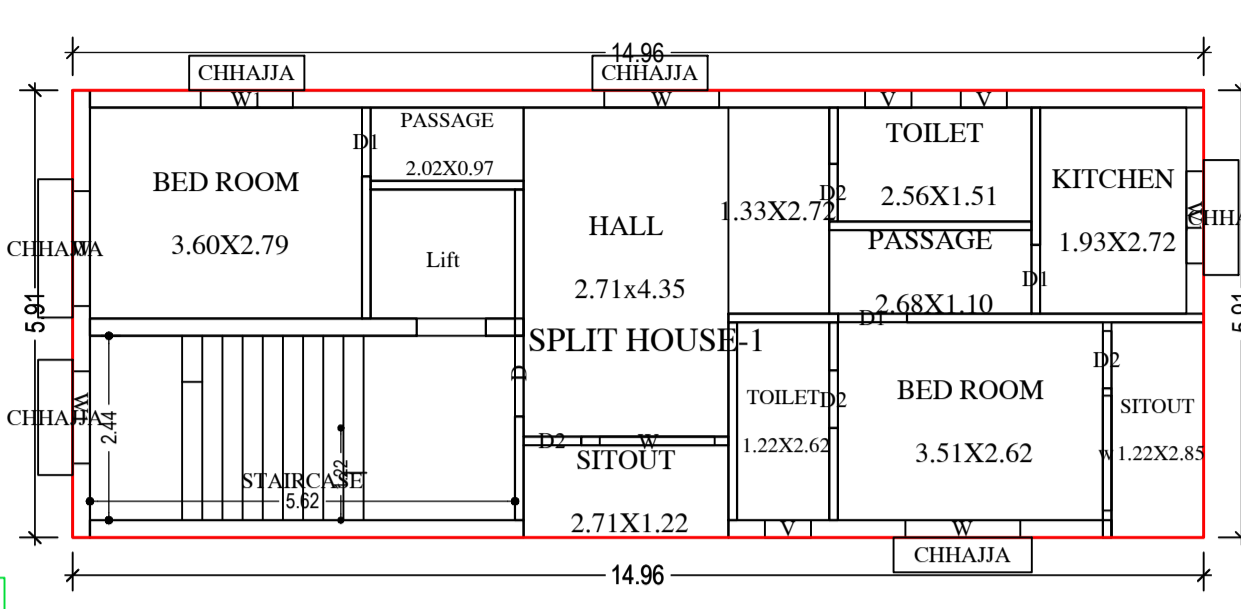 14.96
CHHAJJA
CHHAJJA
W1
W
V
V
PASSAGE
2.02X0.97
D1
TOILET
2.56X1.51
BED ROOM
3.60X2.79
KITCHEN
1.93X2.72
D2
1.33X2.72
HALL
2.71x4.35
W
CHHA
PASSAGE
2.68X1.10
CHHAJJA
W
Lift
D1
D1
5.91
5.91
SPLIT HOUSE-1
D
D2
BED ROOM
3.51X2.62
TOILET
1.22X2.62
D2
SITOUT
1.22X2.85
W
CHHAJJA
W
2.44
1.22
STAIRCASE
5.62
D2
W
SITOUT
2.71X1.22
V
W
CHHAJJA
14.96